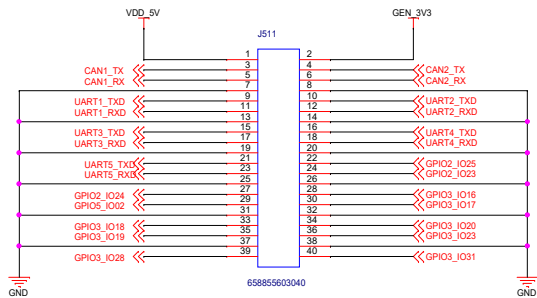 VDD_5V GEN_3V3
J511
1 2
CAN1_TX 3 4 CAN2_TX
CAN1_RX 5 6 CAN2_RX
7 8
UART1_TXD 9 10 UART2_TXD
UART1_RXD 11 12 UART2_RXD
13 14
UART3_TXD 15 16 UART4_TXD
UART3_RXD 17 18 UART4_RXD
19 20
UART5_TXD 21 22 GPIO2_IO25
UART5_RXD 23 24 GPIO2_IO23
25 26
GPIO2_IO24 27 28 GPIO3_IO16
GPIO5_IO02 29 30 GPIO3_IO17
31 32
GPIO3_IO18 33 34 GPIO3_IO20
GPIO3_IO19 35 36 GPIO3_IO23
37 38
GPIO3_IO28 39 40 GPIO3_IO31
658855603040
GND GND